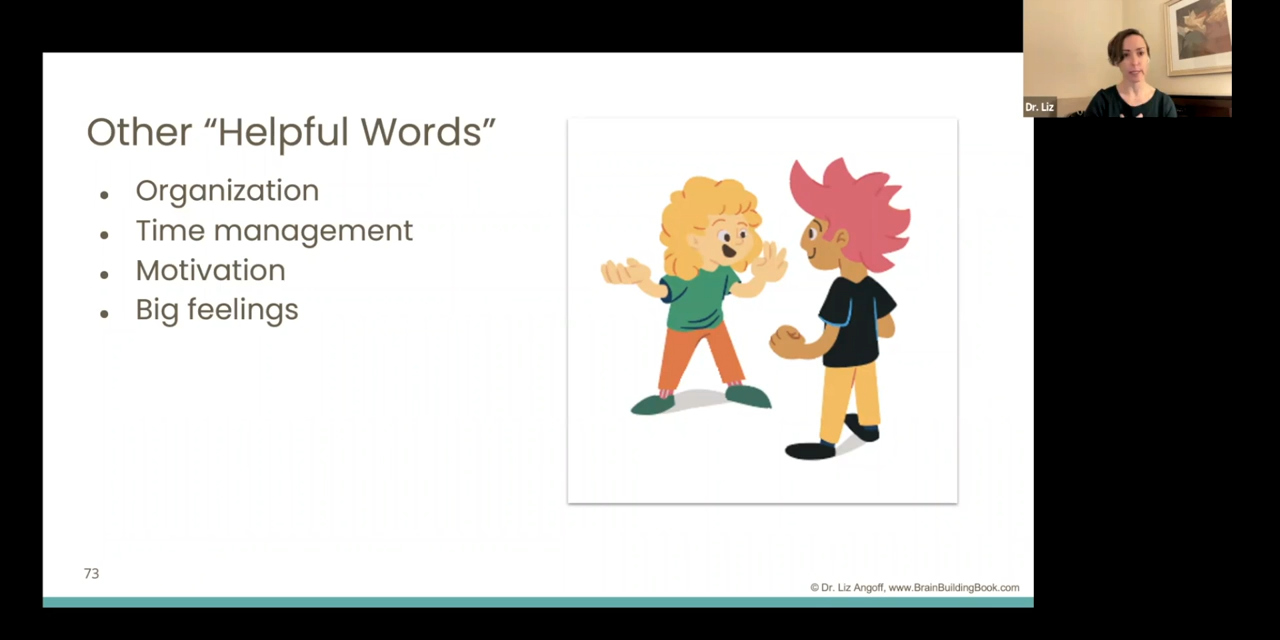 Dr. Liz
Other “Helpful Words”
• Organization
• Time management
• Motivation
• Big feelings
73
© Dr. Liz Angoff, www.BrainBuildingBook.com